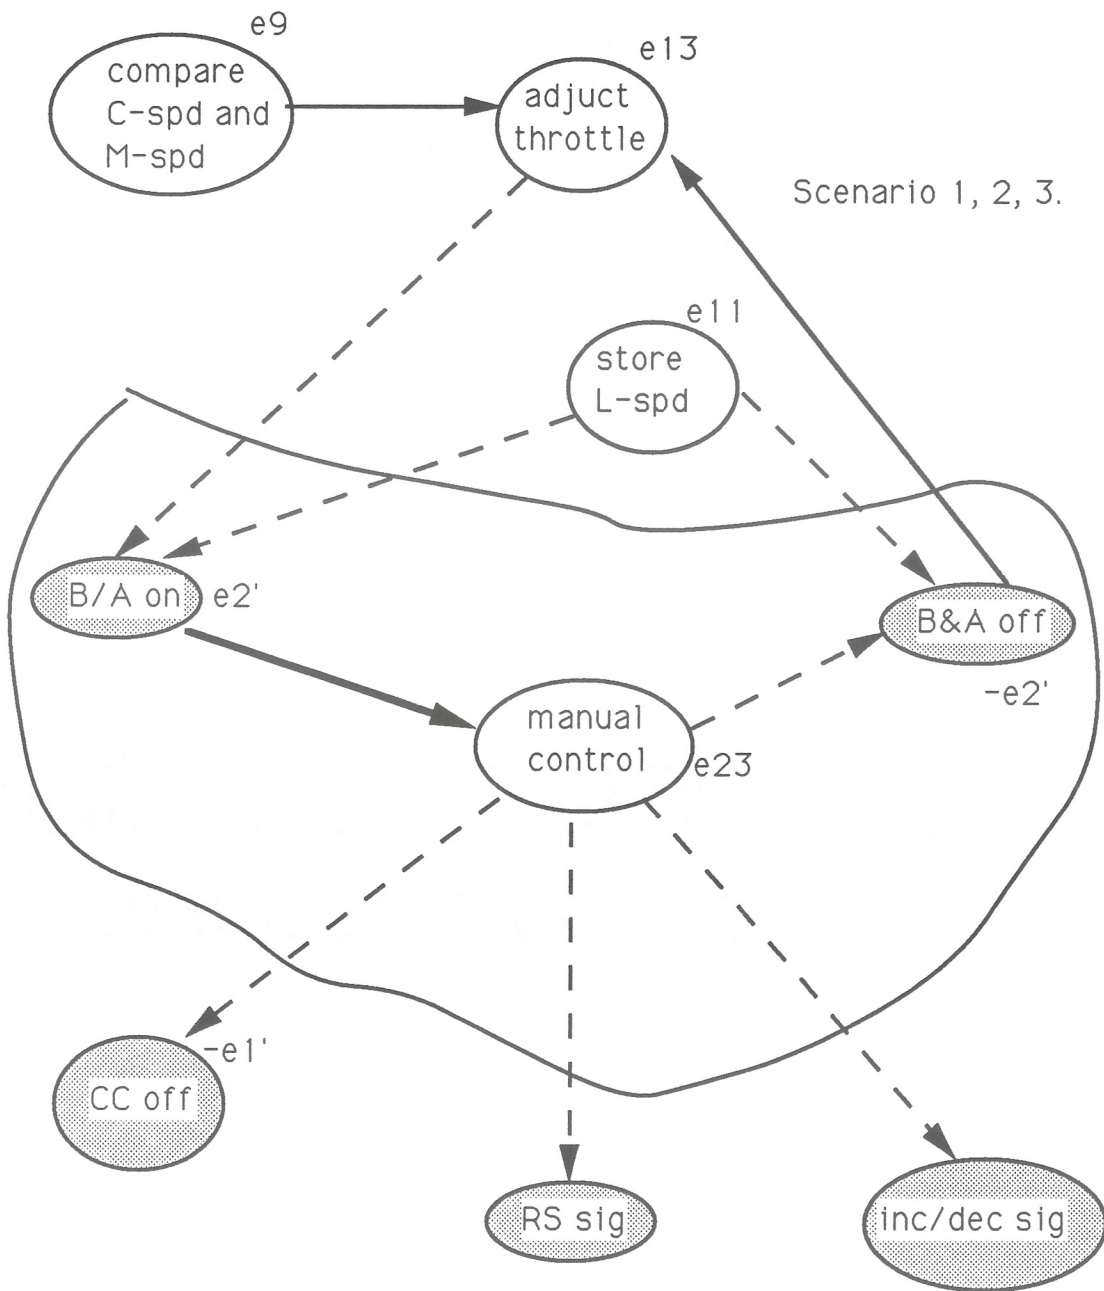 e9
compare
C-spd and
M-spd
e13
adjuct
throttle
Scenario 1, 2, 3.
e11
store
L-spd
B/A on
e2'
B&A off
-e2'
manual
control
e23
-e1'
CC off
RS sig
inc/dec sig